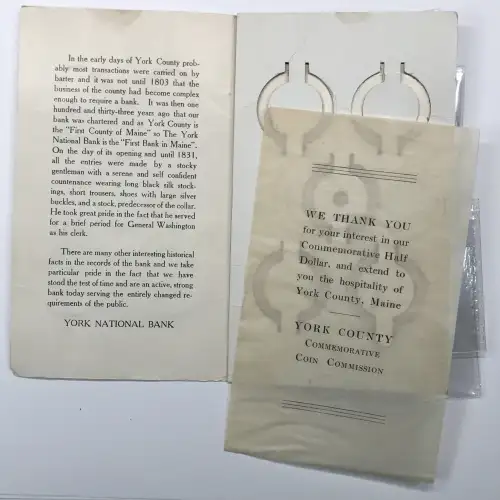 In the early days of York County prob-
ably most transactions were carried on by
barter and it was not until 1803 that the
business of the county had become complex
enough to require a bank. It was then one
hundred and thirty-three years ago that our
bank was chartered and as York County is
the "First County of Maine" so The York
National Bank is the "First Bank in Maine".
On the day of its opening and until 1831,
all the entries were made by a stocky
gentleman with a serene and self confident
countenance wearing long black silk stock-
ings, short trousers, shoes with large silver
buckles, and a stock, predecessor of the collar.
He took great pride in the fact that he served
for a brief period for General Washington
as his clerk.
There are many other interesting historical
facts in the records of the bank and we take
particular pride in the fact that we have
stood the test of time and are an active, strong
bank today serving the entirely changed re-
quirements of the public.
YORK NATIONAL BANK
WE THANK YOU
for your interest in our
Commemorative Half
Dollar, and extend to
you the hospitality of
York County, Maine
YORK COUNTY
COMMEMORATIVE
COIN COMMISSION